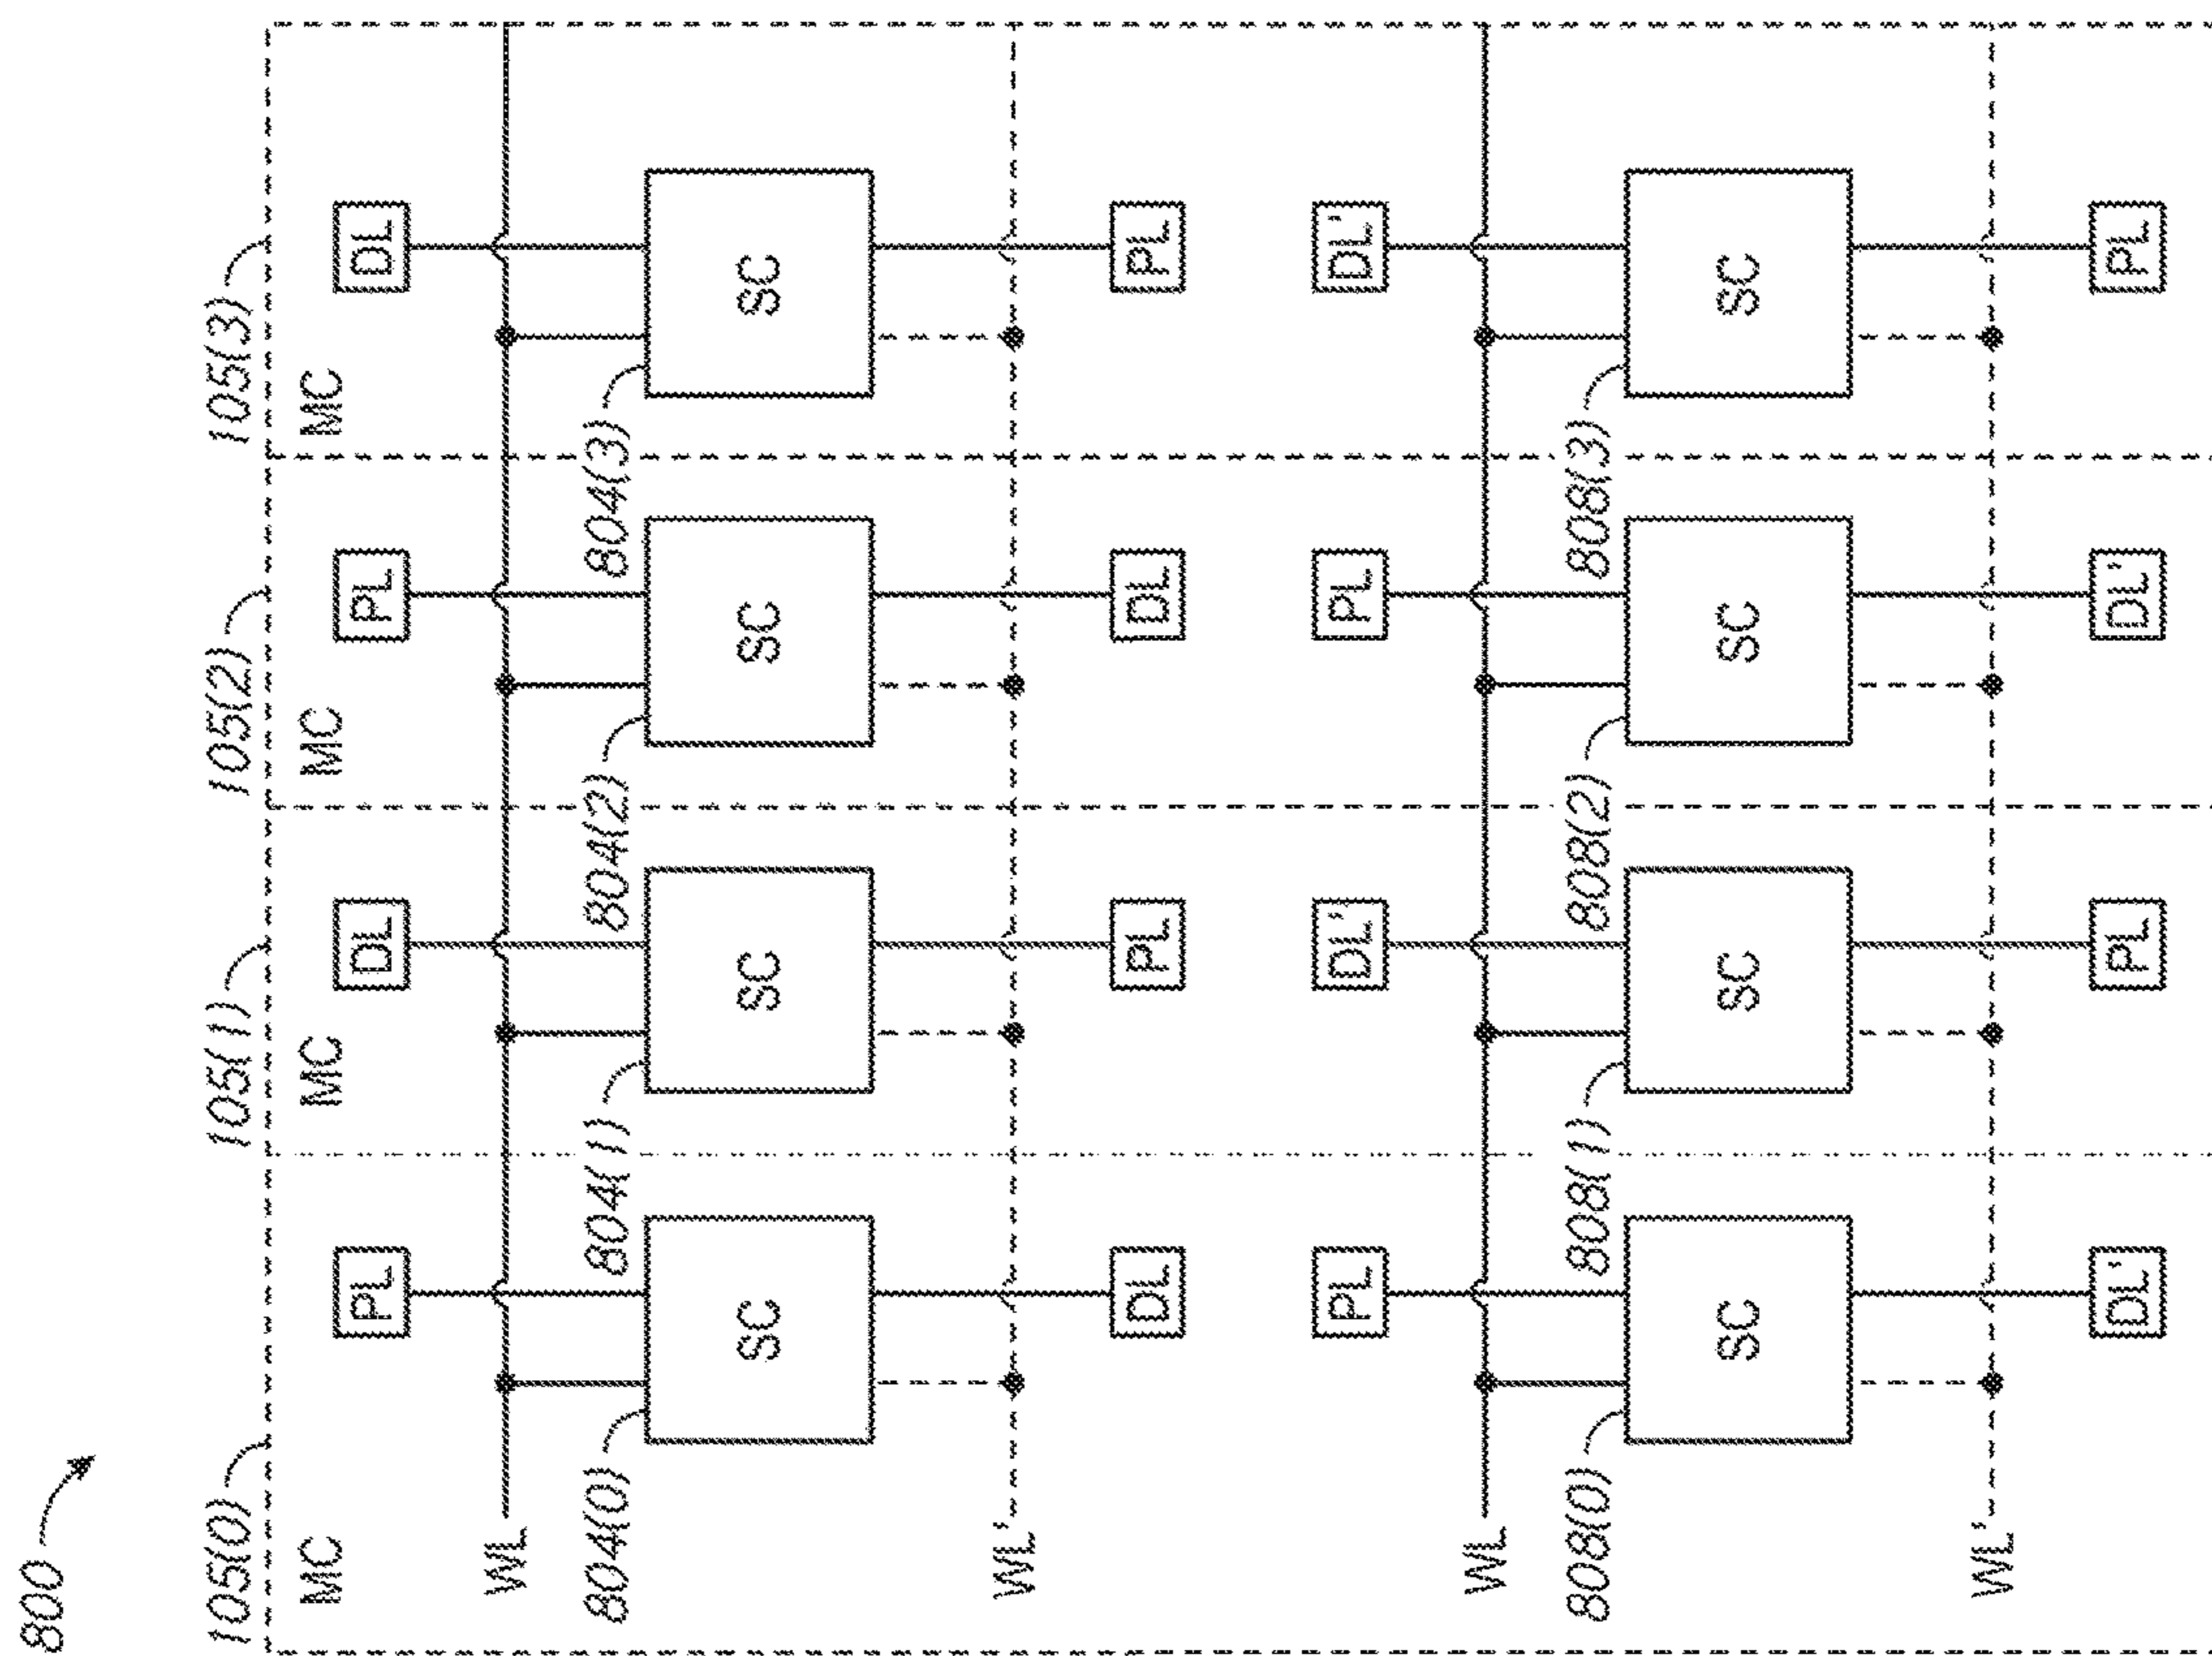 800
105(0) 105(1) 105(2) 105(3)
MC MC MC MC
PL DL PL DL
WL
804(0) 804(1) 804(2) 804(3)
SC SC SC SC
WL'
DL PL DL PL
PL DL' PL DL'
WL
808(0) 808(1) 808(2) 808(3)
SC SC SC SC
WL'
DL' PL DL' PL